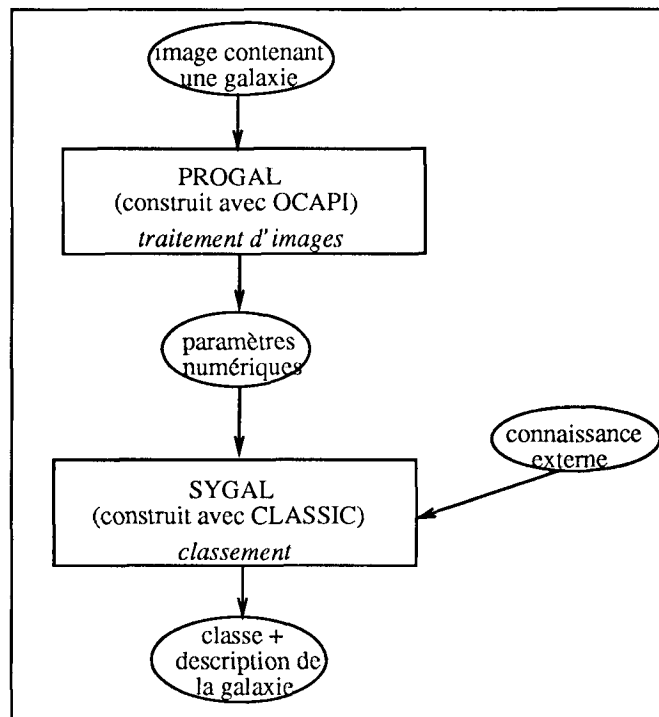 image contenant
une galaxie
PROGAL
(construit avec OCAPI)
traitement d'images
paramètres
numériques
connaissance
externe
SYGAL
(construit avec CLASSIC)
classement
classe +
description de
la galaxie